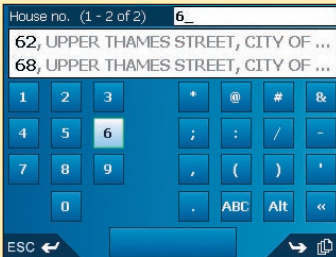 House no. (1 - 2 of 2) 6_
62, UPPER THAMES STREET, CITY OF ...
68, UPPER THAMES STREET, CITY OF ...
1 2 3 * @ # &
4 5 6 ; : / -
7 8 9 , ( ) '
0 . ABC Alt «
ESC